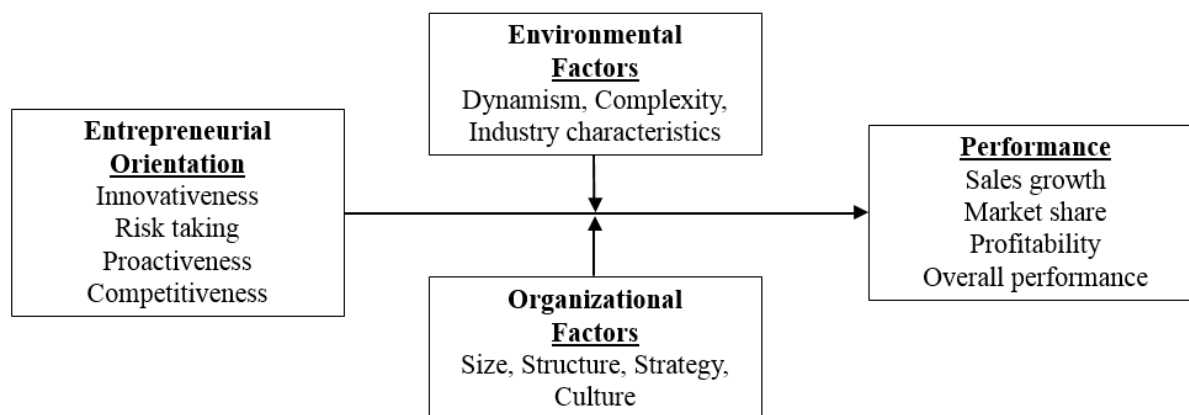 Environmental
Factors
Dynamism, Complexity,
Industry characteristics
Entrepreneurial
Orientation
Innovativeness
Risk taking
Proactiveness
Competitiveness
Performance
Sales growth
Market share
Profitability
Overall performance
Organizational
Factors
Size, Structure, Strategy,
Culture